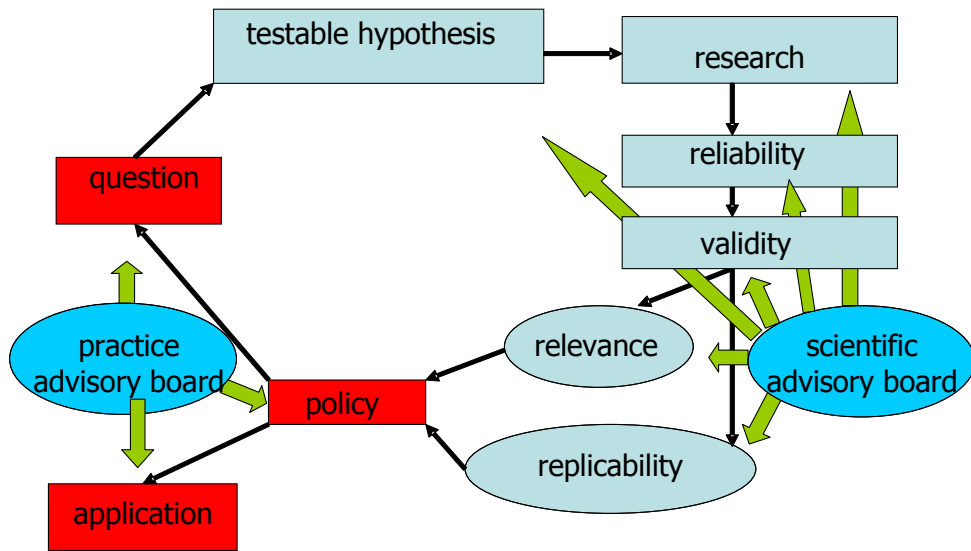 testable hypothesis
research
reliability
question
validity
practice
advisory board
relevance
scientific
advisory board
policy
replicability
application